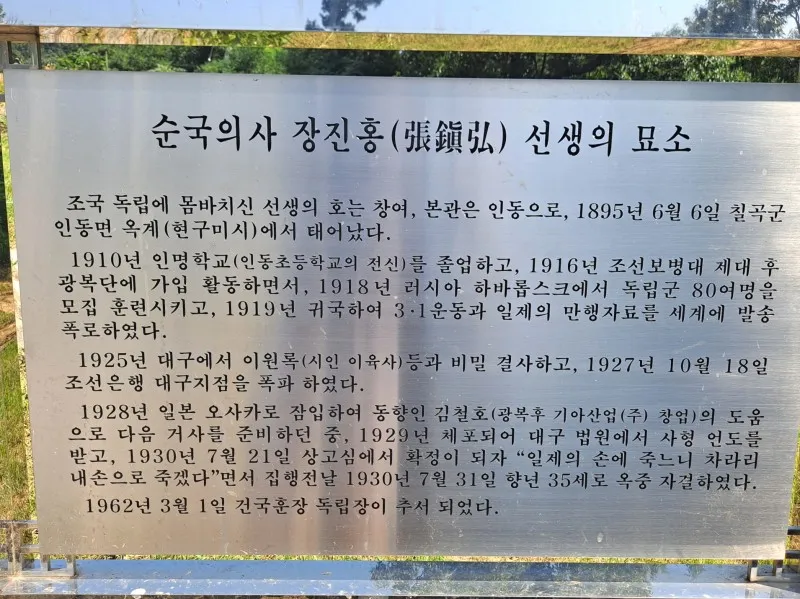 순국의사 장진홍(張鎭弘) 선생의 묘소
조국 독립에 몸바치신 선생의 호는 창여, 본관은 인동으로, 1895년 6월 6일 칠곡군
인동면 옥계(현구미시)에서 태어났다.
1910년 인명학교(인동초등학교의 전신)를 졸업하고, 1916년 조선보병대 제대 후
광복단에 가입 활동하면서, 1918년 러시아 하바롭스크에서 독립군 80여명을
모집 훈련시키고, 1919년 귀국하여 3·1운동과 일제의 만행자료를 세계에 발송
폭로하였다.
1925년 대구에서 이원록(시인 이육사)등과 비밀 결사하고, 1927년 10월 18일
조선은행 대구지점을 폭파 하였다.
1928년 일본 오사카로 잠입하여 동향인 김철호(광복후 기아산업(주) 창업)의 도움
으로 다음 거사를 준비하던 중, 1929년 체포되어 대구 법원에서 사형 언도를
받고, 1930년 7월 21일 상고심에서 확정이 되자 “일제의 손에 죽느니 차라리
내손으로 죽겠다”면서 집행전날 1930년 7월 31일 향년 35세로 옥중 자결하였다.
1962년 3월 1일 건국훈장 독립장이 추서 되었다.